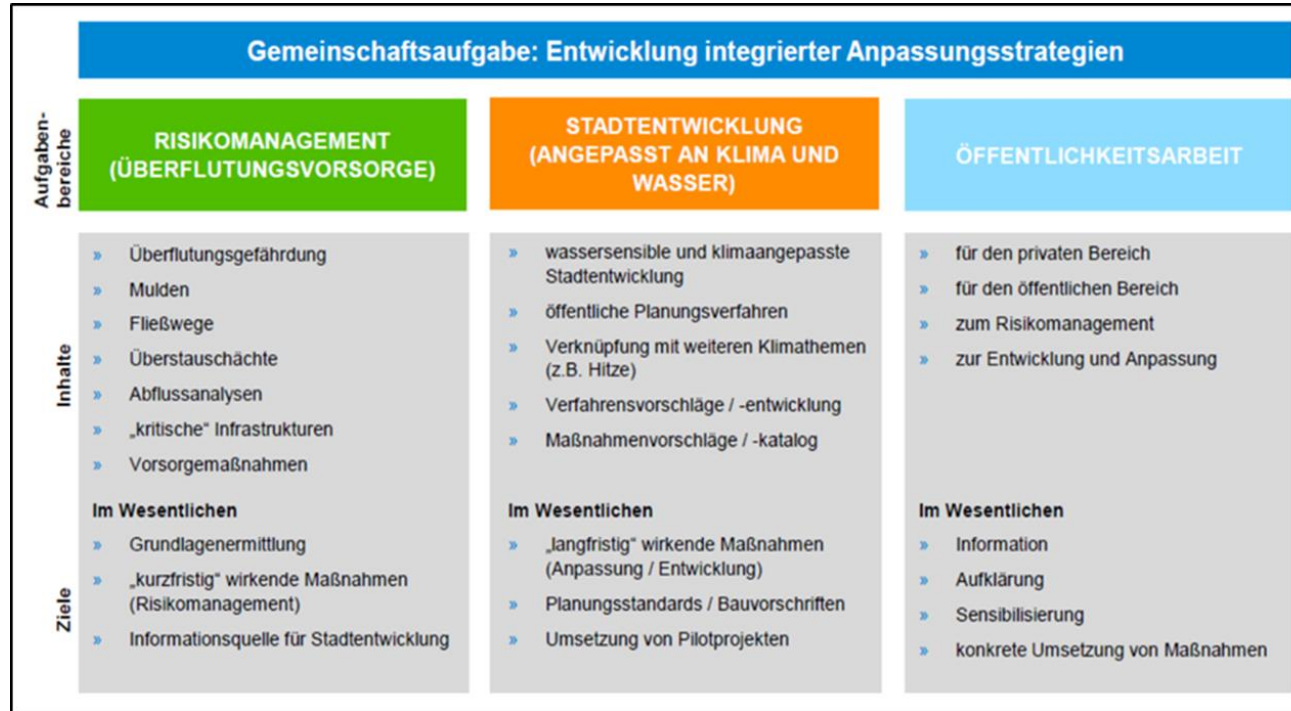 Gemeinschaftsaufgabe: Entwicklung integrierter Anpassungsstrategien
Aufgaben-
bereiche
RISIKOMANAGEMENT
(ÜBERFLUTUNGSVORSORGE)
STADTENTWICKLUNG
(ANGEPASST AN KLIMA UND
WASSER)
ÖFFENTLICHKEITSARBEIT
Inhalte
» Überflutungsgefährdung
» Mulden
» Fließwege
» Überstauschächte
» Abflussanalysen
» „kritische“ Infrastrukturen
» Vorsorgemaßnahmen
» wassersensible und klimaangepasste
Stadtentwicklung
» öffentliche Planungsverfahren
» Verknüpfung mit weiteren Klimathemen
(z.B. Hitze)
» Verfahrensvorschläge / -entwicklung
» Maßnahmenvorschläge / -katalog
» für den privaten Bereich
» für den öffentlichen Bereich
» zum Risikomanagement
» zur Entwicklung und Anpassung
Ziele
Im Wesentlichen
» Grundlagenermittlung
» „kurzfristig“ wirkende Maßnahmen
(Risikomanagement)
» Informationsquelle für Stadtentwicklung
Im Wesentlichen
» „langfristig“ wirkende Maßnahmen
(Anpassung / Entwicklung)
» Planungsstandards / Bauvorschriften
» Umsetzung von Pilotprojekten
Im Wesentlichen
» Information
» Aufklärung
» Sensibilisierung
» konkrete Umsetzung von Maßnahmen